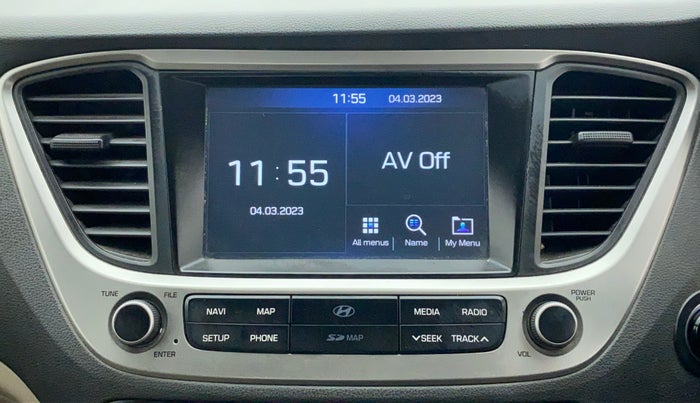 11:55 04.03.2023
11:55
AV Off
04.03.2023
All menus Name My Menu
TUNE FILE
POWER
PUSH
NAVI MAP MEDIA RADIO
SETUP PHONE SD MAP SEEK TRACK
ENTER
VOL